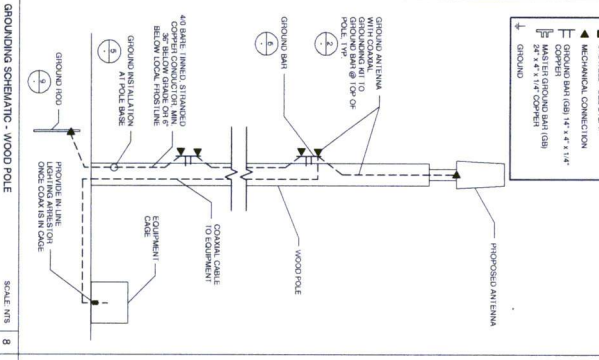 MECHANICAL CONNECTION
GROUND BAR (GB) 14" x 4" x 1/4"
COPPER
MASTER GROUND BAR (GB)
24" x 4" x 1/4" COPPER
GROUND
PROPOSED ANTENNA
GROUND ANTENNA
WITH COAXIAL
GROUNDING KIT TO
GROUND BAR @ TOP OF
POLE, TYP.
2
-
GROUND BAR
6
-
WOOD POLE
4/0 BARE, TINNED, STRANDED
COPPER CONDUCTOR, MIN.
36" BELOW GRADE OR 6"
BELOW LOCAL FROSTLINE
COAXIAL CABLE
TO EQUIPMENT
GROUND INSTALLATION
AT POLE BASE
5
-
EQUIPMENT
CAGE
GROUND ROD
9
-
PROVIDE IN-LINE
LIGHTING ARRESTOR
ONCE COAX IS IN CAGE
GROUNDING SCHEMATIC - WOOD POLE
SCALE: NTS
8